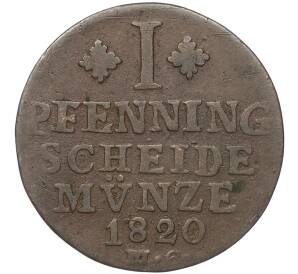 I
PFENNING
SCHEIDE
MÜNZE
1820